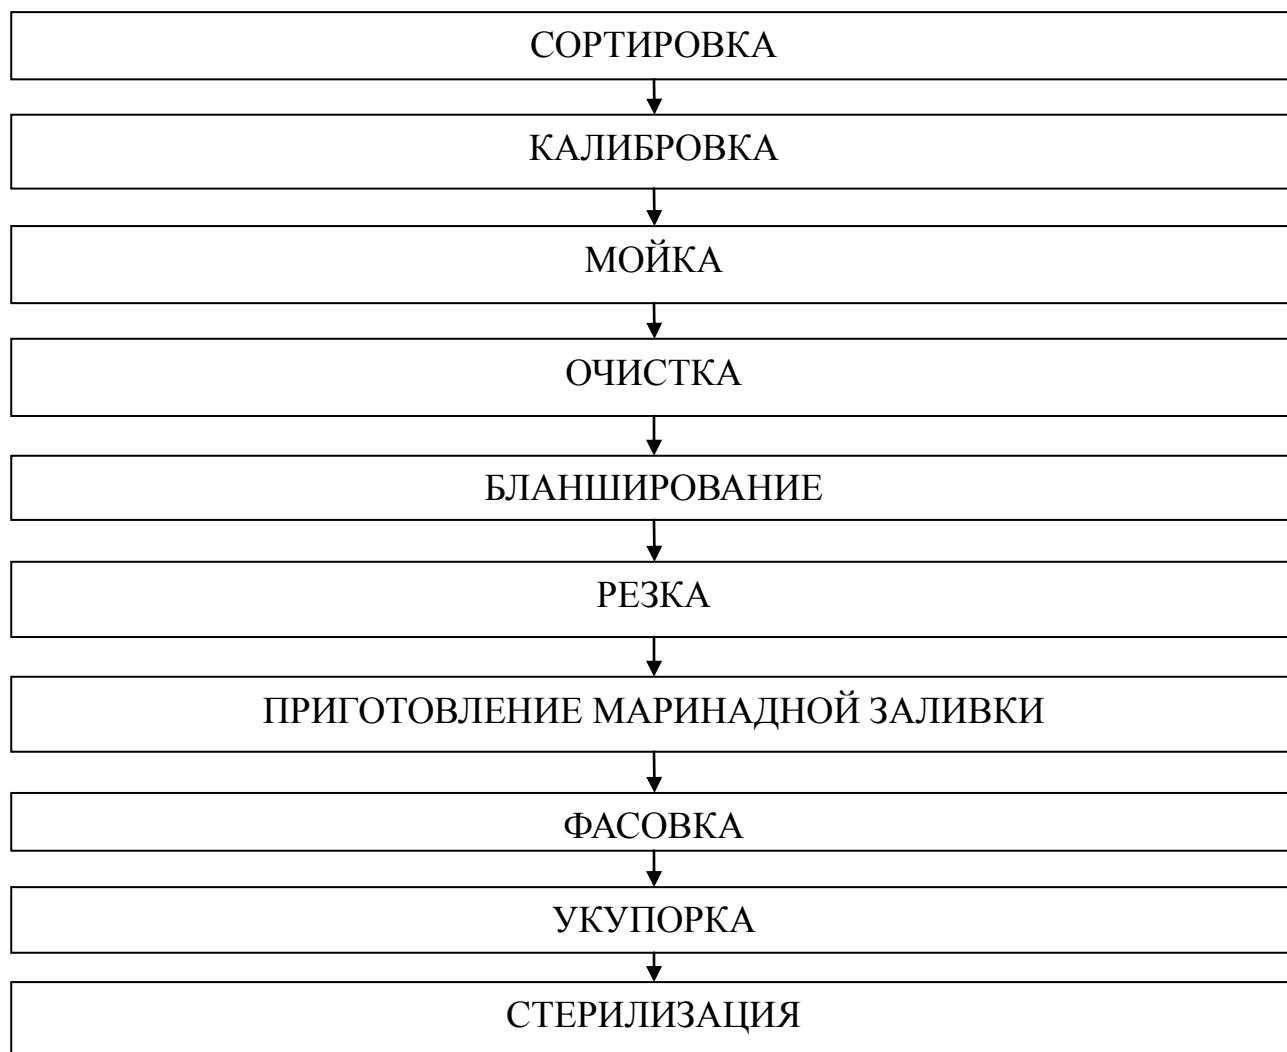 СОРТИРОВКА
КАЛИБРОВКА
МОЙКА
ОЧИСТКА
БЛАНШИРОВАНИЕ
РЕЗКА
ПРИГОТОВЛЕНИЕ МАРИНАДНОЙ ЗАЛИВКИ
ФАСОВКА
УКУПОРКА
СТЕРИЛИЗАЦИЯ